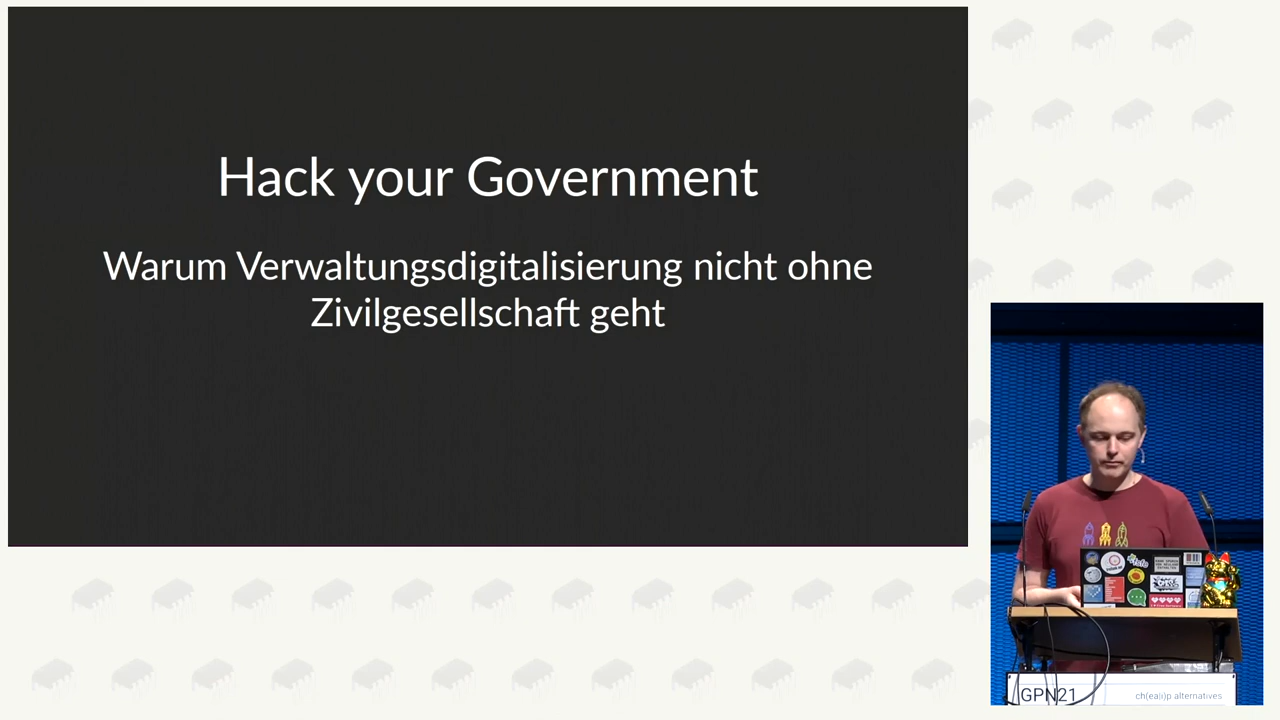 Hack your Government
Warum Verwaltungsdigitalisierung nicht ohne
Zivilgesellschaft geht
GPN21
ch(ea|i)p alternatives